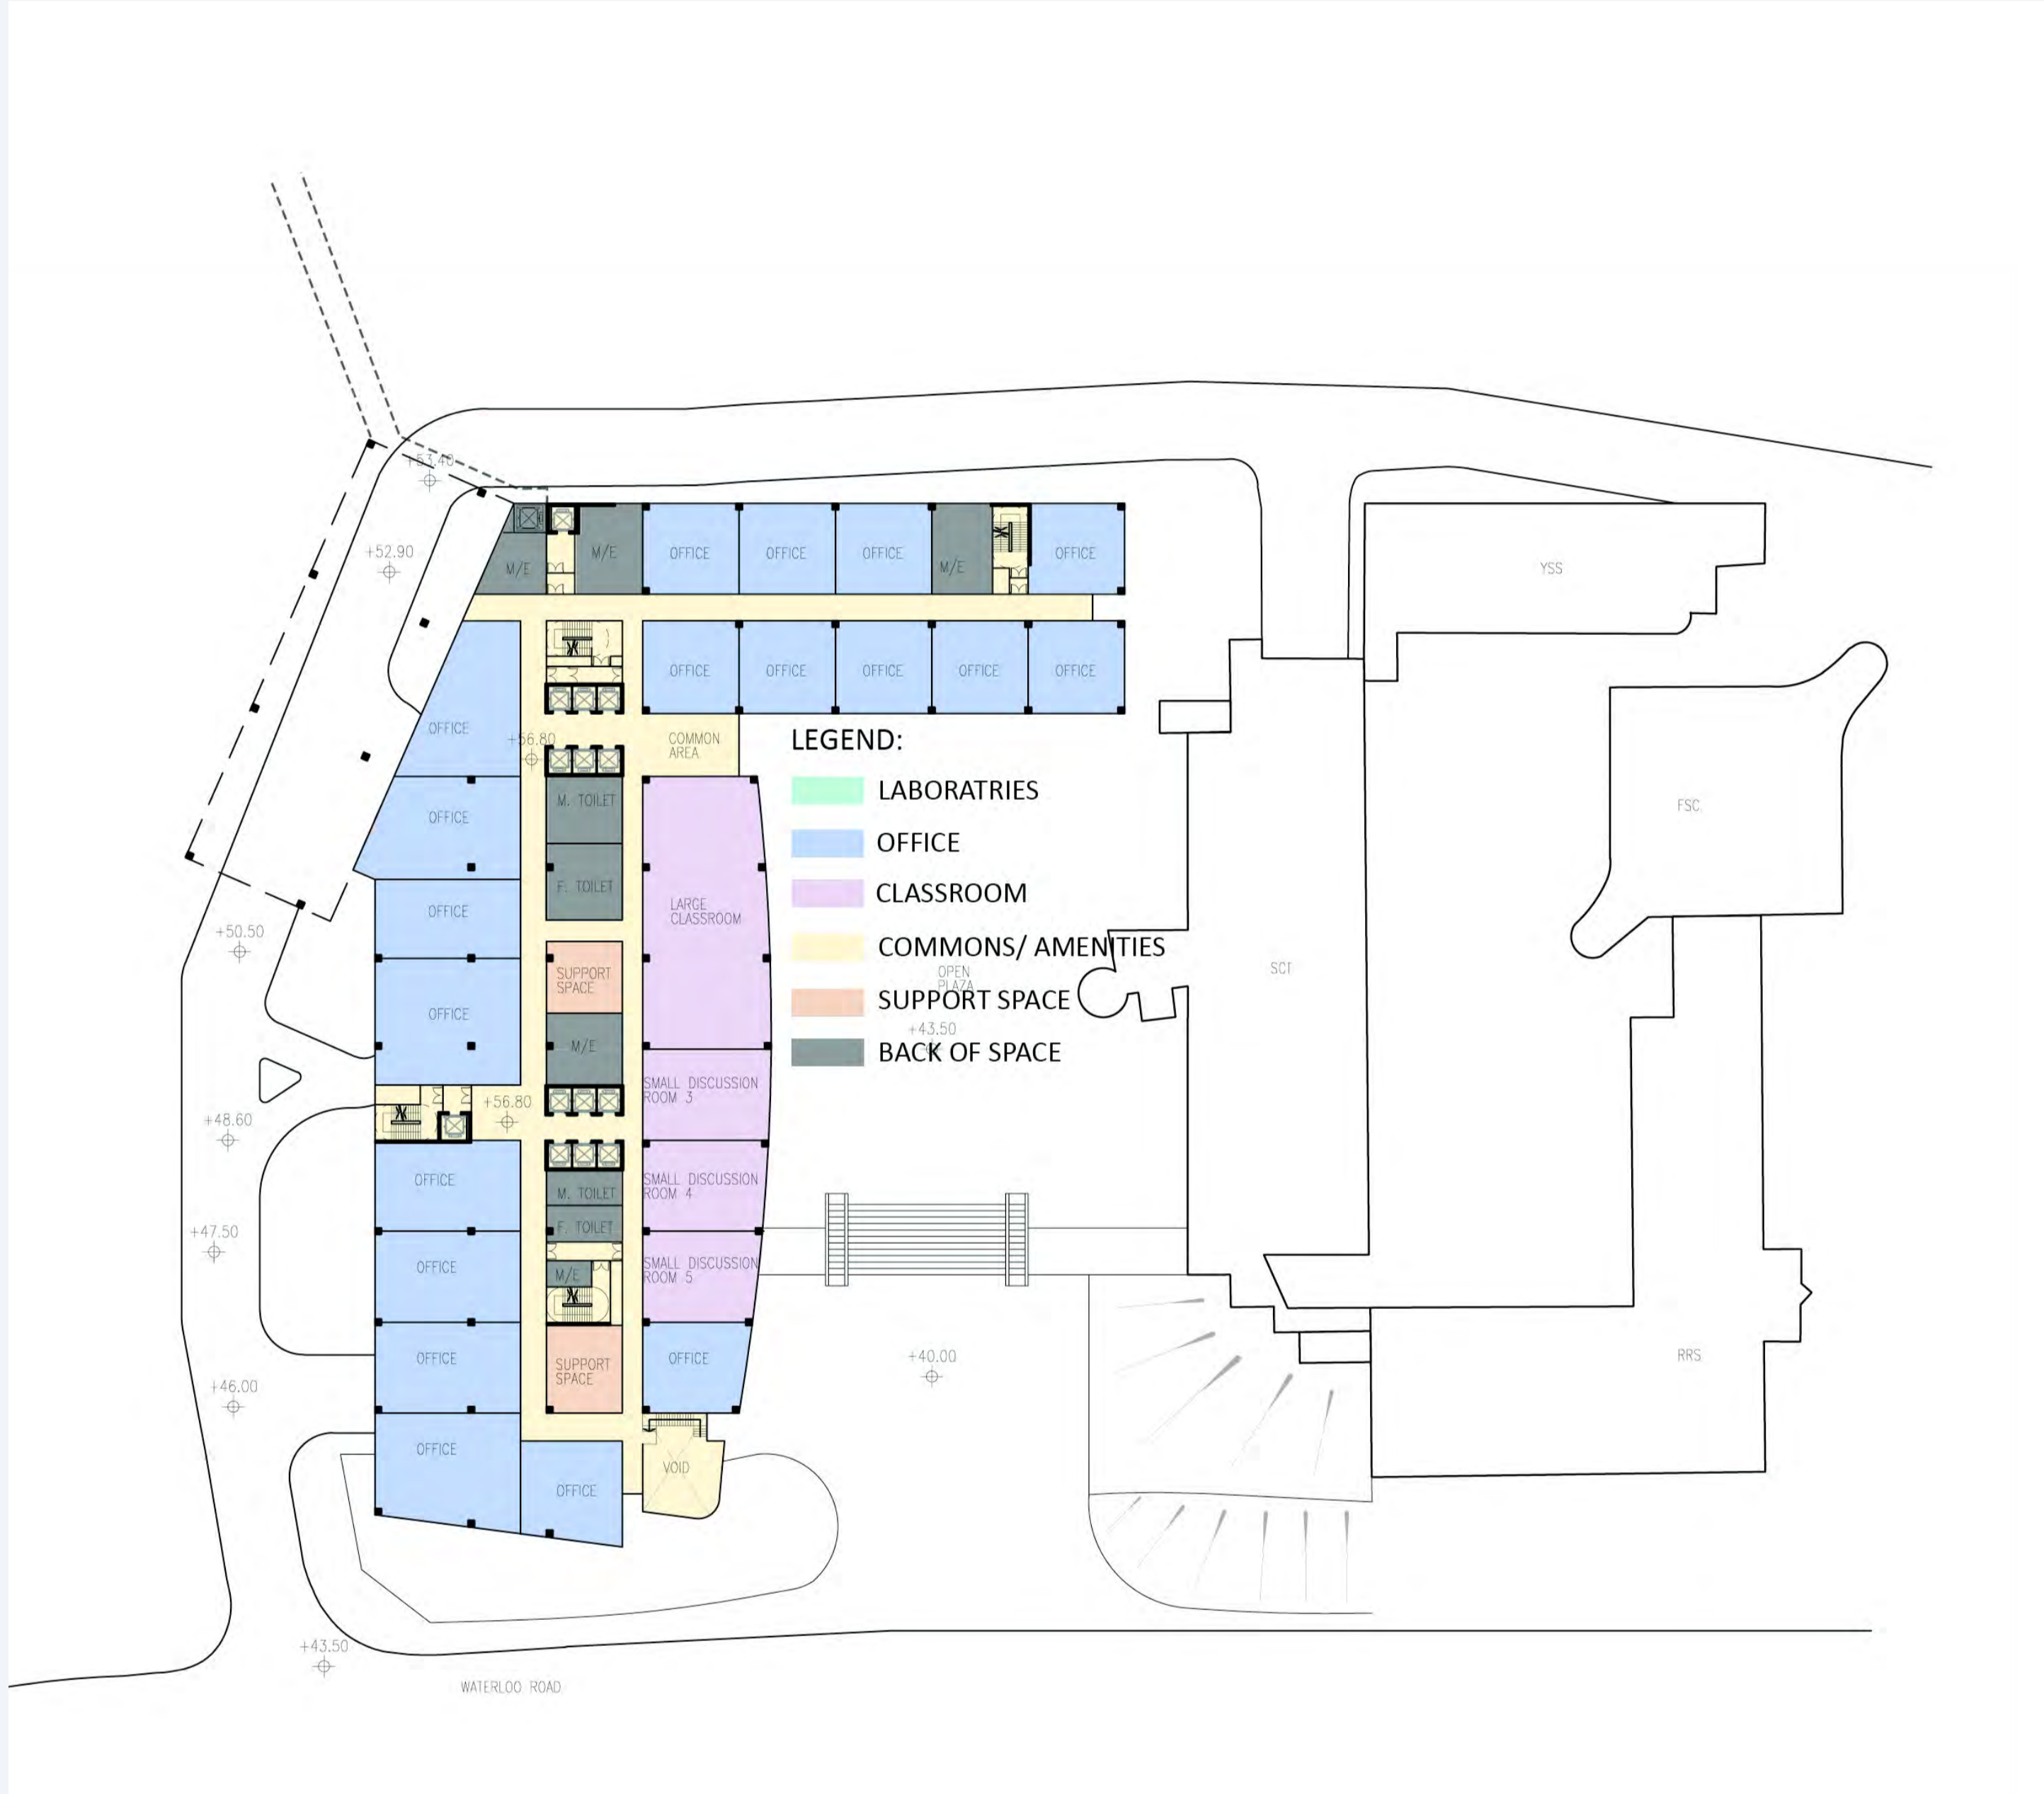 +53.40
+52.90
M/E
M/E
OFFICE
OFFICE
OFFICE
M/E
OFFICE
YSS
OFFICE
OFFICE
OFFICE
OFFICE
OFFICE
OFFICE
+56.80
COMMON
AREA
LEGEND:
LABORATRIES
OFFICE
CLASSROOM
COMMONS/ AMENITIES
SUPPORT SPACE
BACK OF SPACE
OPEN
PLAZA
+43.50
M. TOILET
OFFICE
F. TOILET
OFFICE
LARGE
CLASSROOM
FSC
SCT
+50.50
SUPPORT
SPACE
OFFICE
M/E
SMALL DISCUSSION
ROOM 3
+56.80
+48.60
OFFICE
M. TOILET
SMALL DISCUSSION
ROOM 4
F. TOILET
+47.50
OFFICE
M/E
SMALL DISCUSSION
ROOM 5
OFFICE
SUPPORT
SPACE
OFFICE
+40.00
RRS
+46.00
OFFICE
VOID
OFFICE
+43.50
WATERLOO ROAD